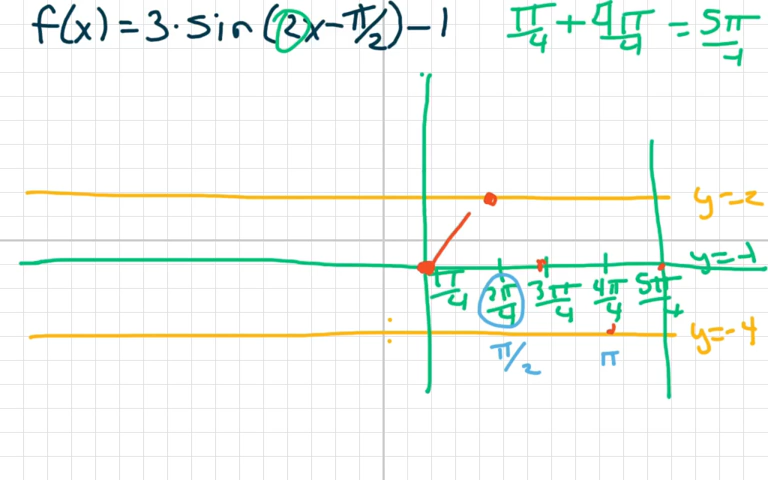 f(x) = 3·sin(2x-π/2)-1
π/4 + 4π/4 = 5π/4
y=2
y=-1
π/4 2π/4 3π/4 4π/4 5π/4
y=-4
π/2 π